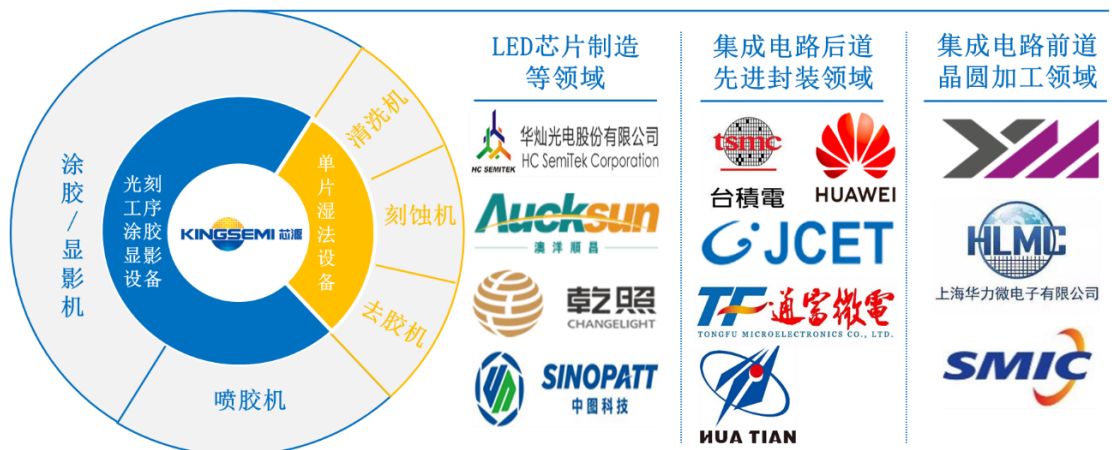 涂胶/显影机
光刻
工序
涂胶
显影
设备
KINGSEMI 芯源
单片湿法设备
清洗机
刻蚀机
去胶机
喷胶机
LED芯片制造
等领域
HC SEMITEK
华灿光电股份有限公司
HC SemiTek Corporation
Aucksun
澳洋顺昌
乾照
CHANGELIGHT
SINOPATT
中图科技
集成电路后道
先进封装领域
tsmc
台積電
HUAWEI
JCET
TF 通富微電
TONGFU MICROELECTRONICS CO., LTD.
HUA TIAN
集成电路前道
晶圆加工领域
HLMC
上海华力微电子有限公司
SMIC